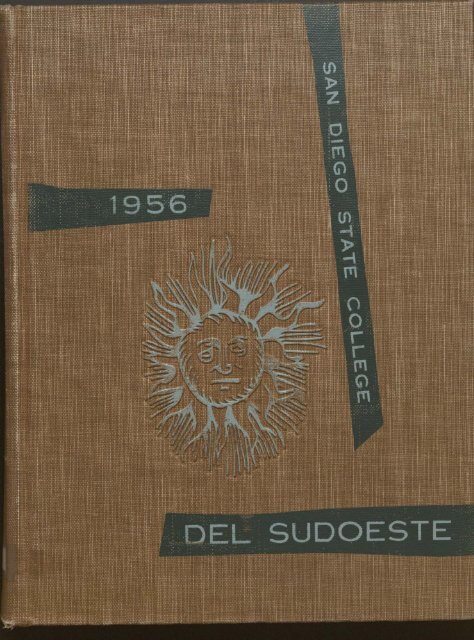 SAN DIEGO STATE COLLEGE
1956
DEL SUDOESTE